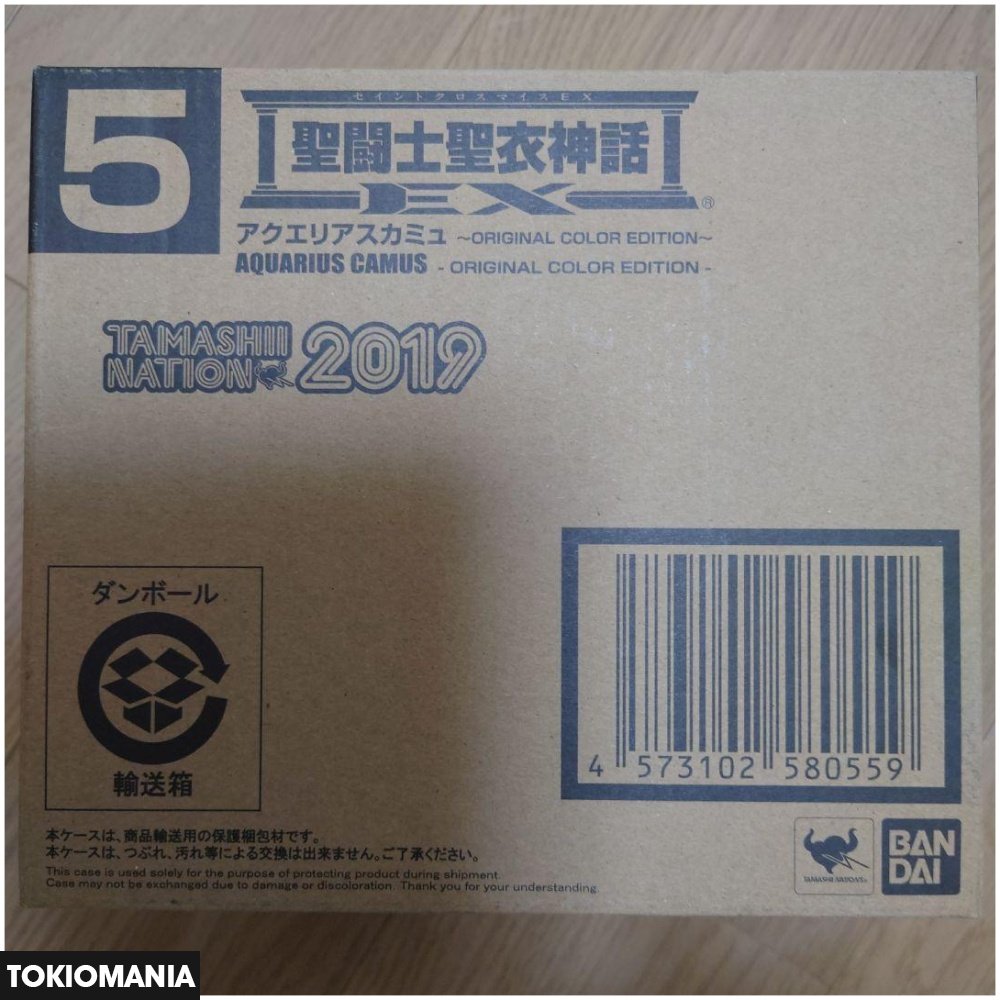 5
セイントクロスマイスEX
聖闘士聖衣神話
EX®
アクエリアスカミュ ～ORIGINAL COLOR EDITION～
AQUARIUS CAMUS - ORIGINAL COLOR EDITION -
TAMASHIII
NATION 2019
ダンボール
輸送箱
4 573102 580559
本ケースは、商品輸送用の保護梱包材です。
本ケースは、つぶれ、汚れ等による交換は出来ません。ご了承ください。
This case is used solely for the purpose of protecting product during shipment.
Case may not be exchanged due to damage or discoloration. Thank you for your understanding.
TAMASHII NATIONS
BAN
DAI
TOKIOMANIA